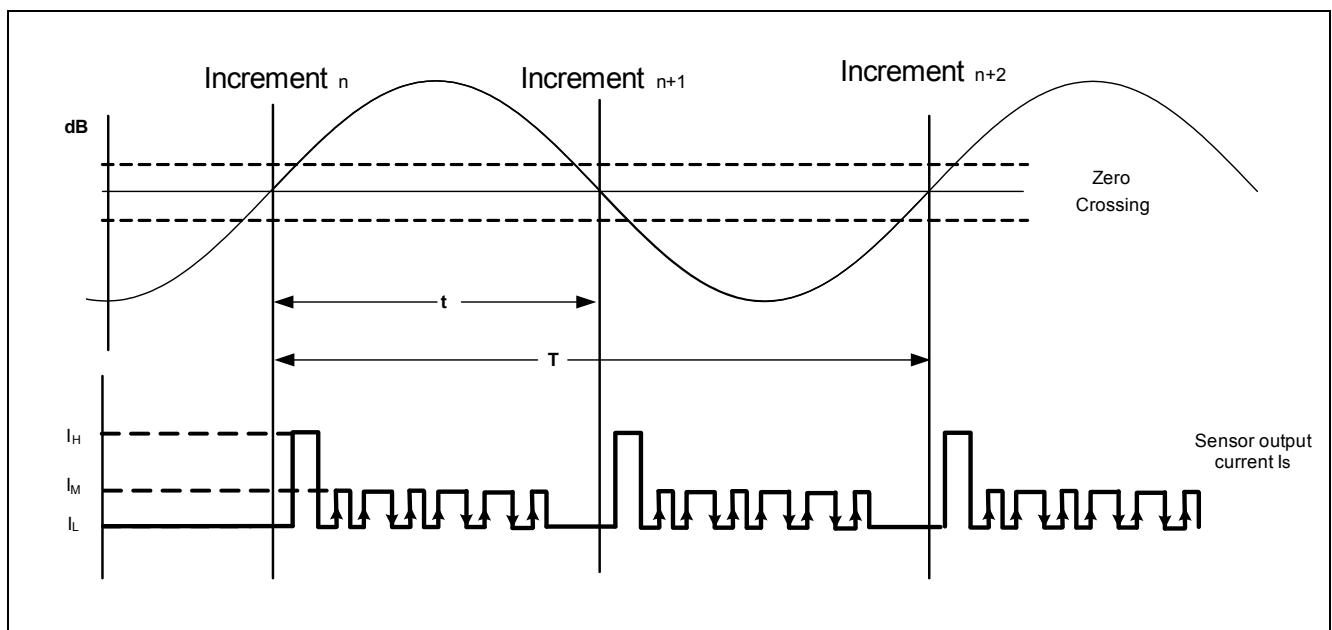 Increment n
Increment n+1
Increment n+2
dB
Zero
Crossing
t
T
IH
IM
IL
Sensor output
current Is